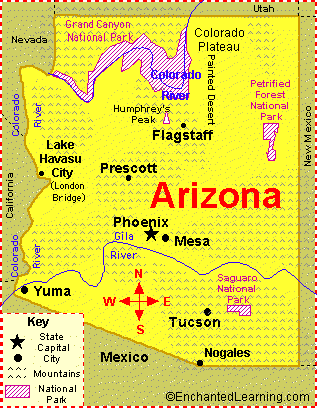 Utah
Grand Canyon
National Park
Colorado
Plateau
Nevada
Painted Desert
Colorado
River
Petrified
Forest
National
Park
Humphrey's
Peak
Flagstaff
Colorado
River
New Mexico
Lake
Havasu
City
(London
Bridge)
Prescott
California
Arizona
Phoenix
Gila
River
Mesa
Colorado
River
Saguaro
National
Park
N
W E
S
Yuma
Tucson
Key
State
Capital
City
Mountains
National
Park
Mexico
Nogales
©EnchantedLearning.com